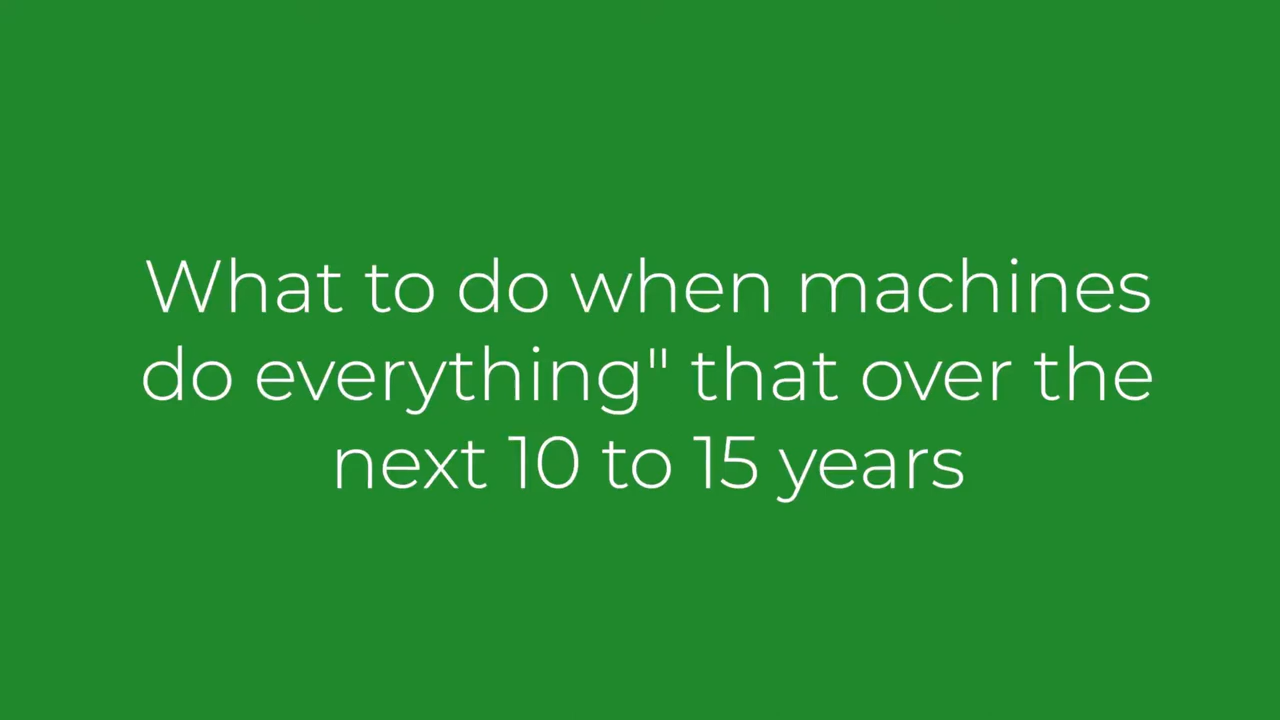 What to do when machines
do everything" that over the
next 10 to 15 years